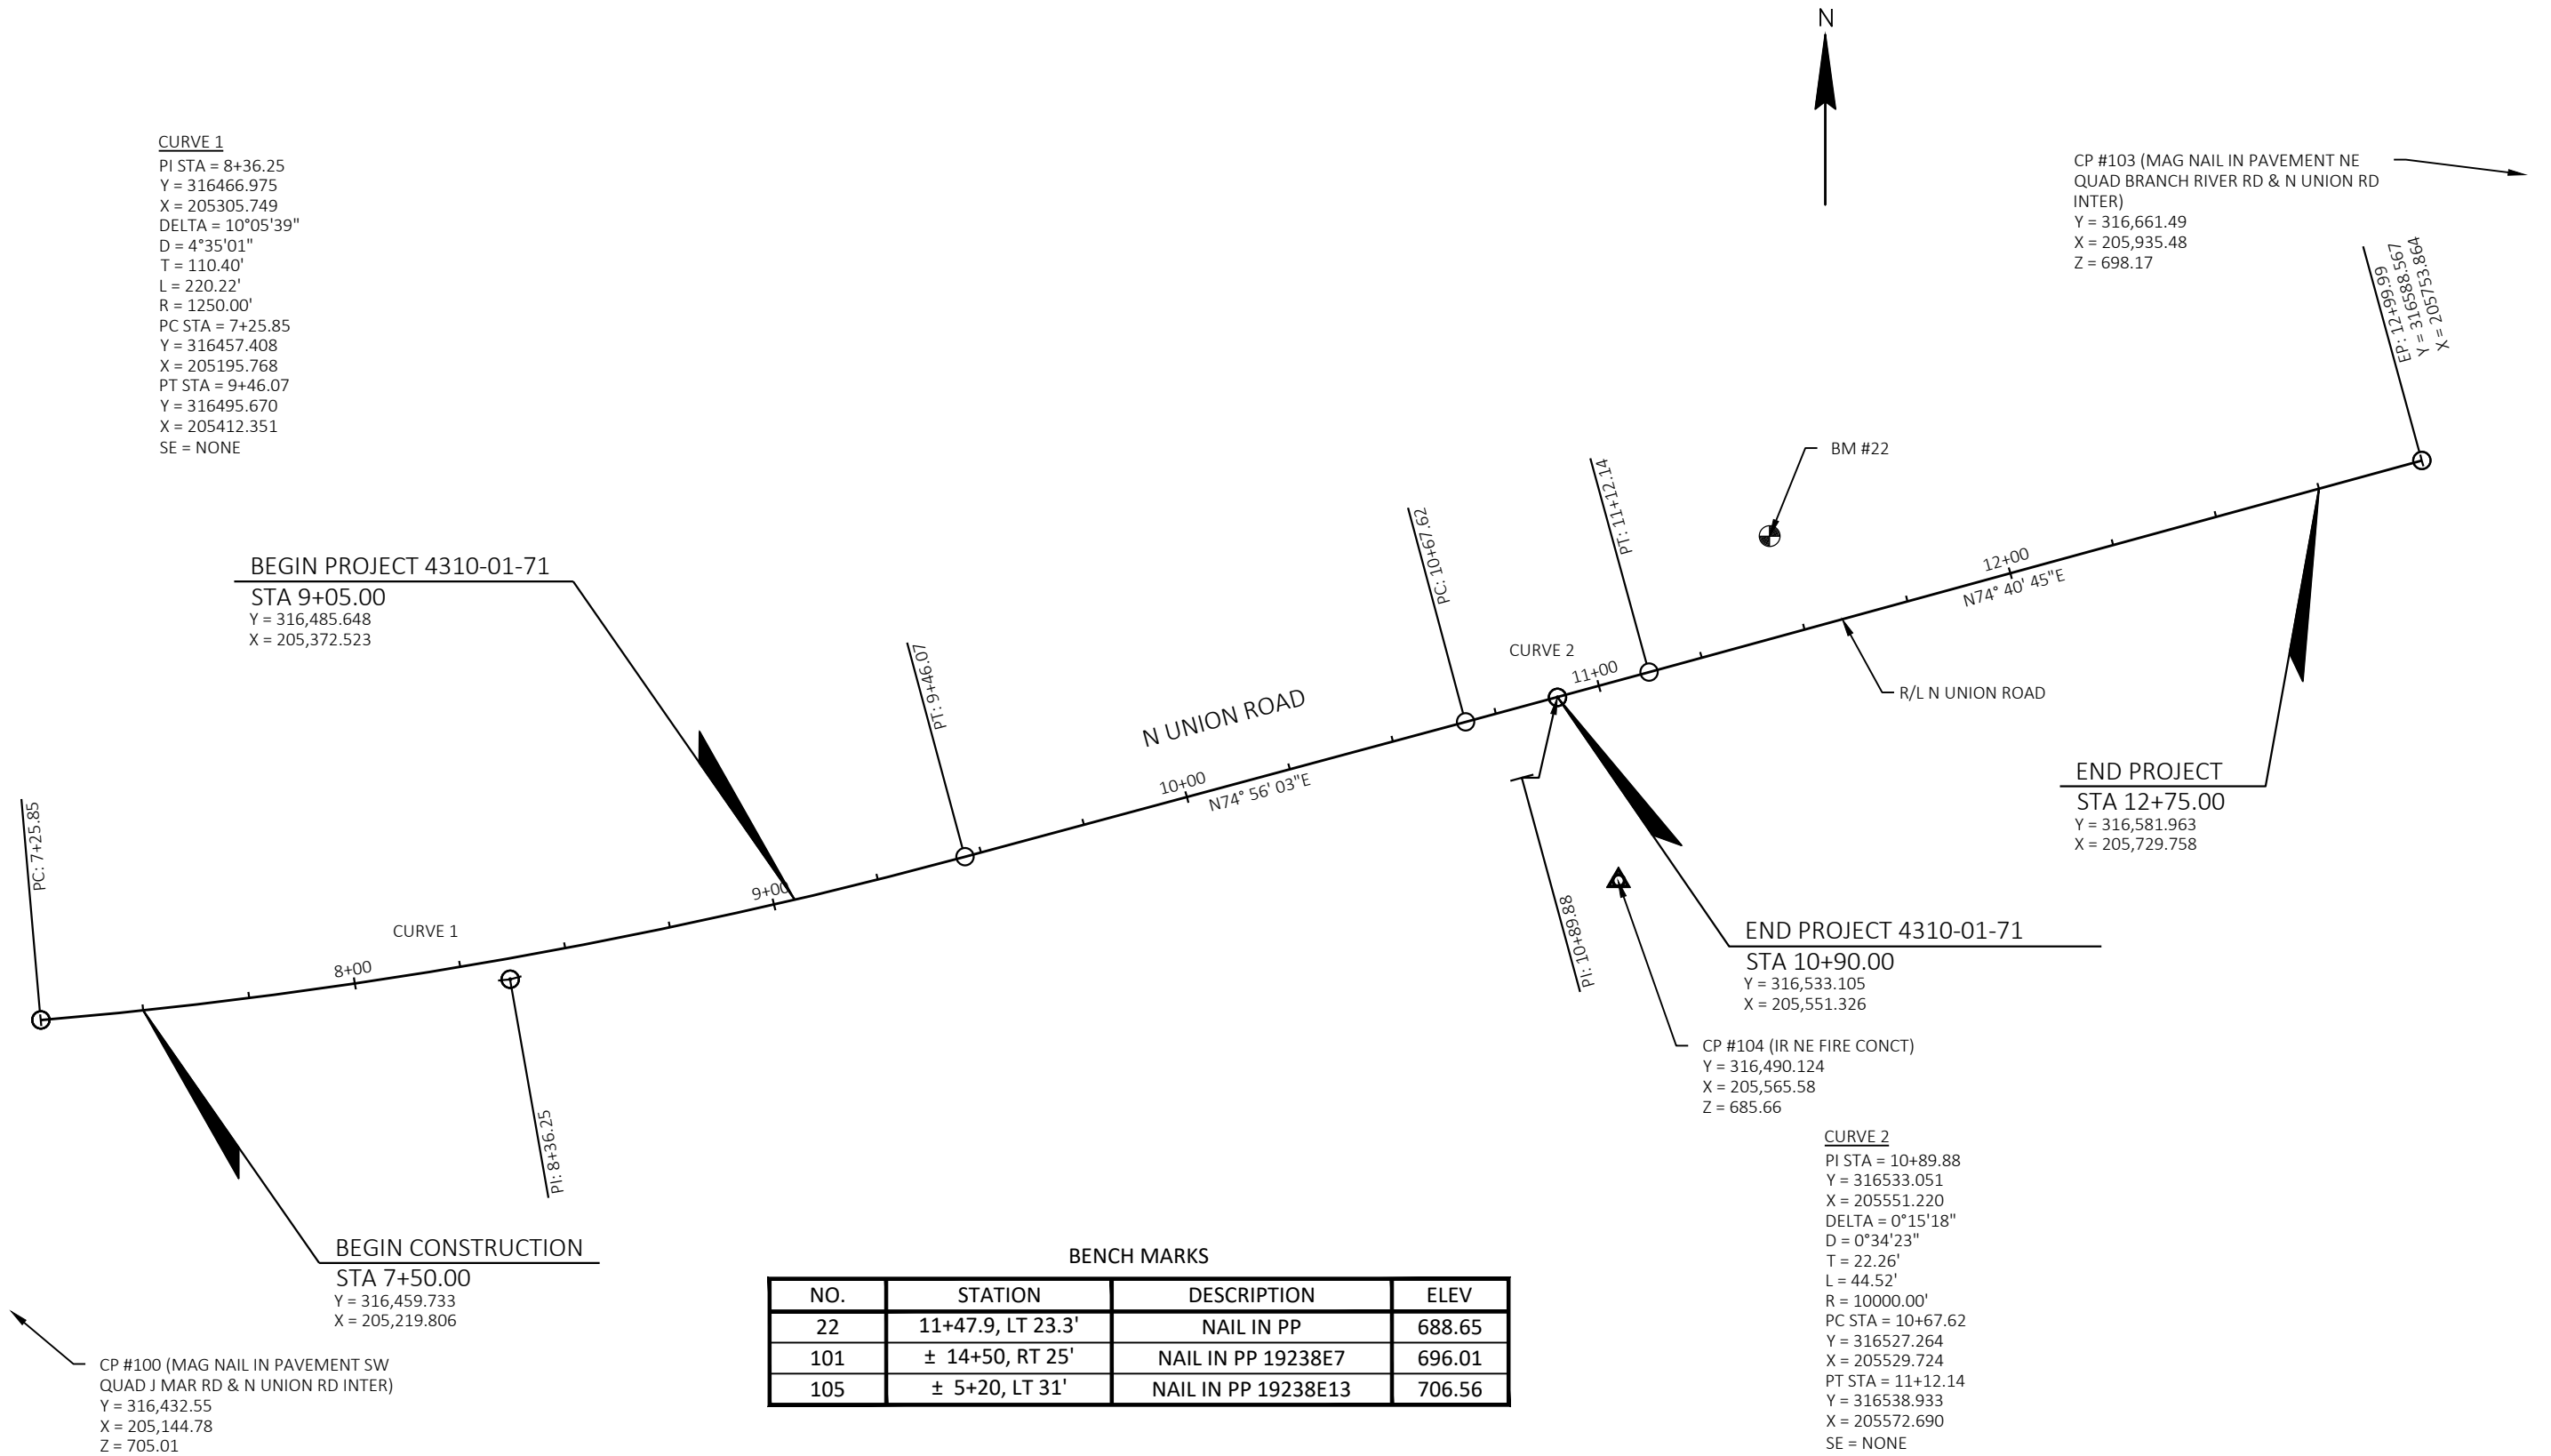 N
CURVE 1
PI STA = 8+36.25
Y = 316466.975
X = 205305.749
DELTA = 10°05'39"
D = 4°35'01"
T = 110.40'
L = 220.22'
R = 1250.00'
PC STA = 7+25.85
Y = 316457.408
X = 205195.768
PT STA = 9+46.07
Y = 316495.670
X = 205412.351
SE = NONE
CP #103 (MAG NAIL IN PAVEMENT NE
QUAD BRANCH RIVER RD & N UNION RD
INTER)
Y = 316,661.49
X = 205,935.48
Z = 698.17
EP: 12+99.99
Y = 316588.567
X = 205753.864
BM #22
BEGIN PROJECT 4310-01-71
STA 9+05.00
Y = 316,485.648
X = 205,372.523
PC: 7+25.85
PT: 9+46.07
PC: 10+67.62
PT: 11+12.14
CURVE 2
11+00
12+00
N74° 40' 45"E
R/L N UNION ROAD
N UNION ROAD
10+00
N74° 56' 03"E
9+00
CURVE 1
8+00
PI: 8+36.25
PI: 10+89.88
END PROJECT
STA 12+75.00
Y = 316,581.963
X = 205,729.758
END PROJECT 4310-01-71
STA 10+90.00
Y = 316,533.105
X = 205,551.326
CP #104 (IR NE FIRE CONCT)
Y = 316,490.124
X = 205,565.58
Z = 685.66
CURVE 2
PI STA = 10+89.88
Y = 316533.051
X = 205551.220
DELTA = 0°15'18"
D = 0°34'23"
T = 22.26'
L = 44.52'
R = 10000.00'
PC STA = 10+67.62
Y = 316527.264
X = 205529.724
PT STA = 11+12.14
Y = 316538.933
X = 205572.690
SE = NONE
BEGIN CONSTRUCTION
STA 7+50.00
Y = 316,459.733
X = 205,219.806
CP #100 (MAG NAIL IN PAVEMENT SW
QUAD J MAR RD & N UNION RD INTER)
Y = 316,432.55
X = 205,144.78
Z = 705.01
BENCH MARKS
NO. STATION DESCRIPTION ELEV
22 11+47.9, LT 23.3' NAIL IN PP 688.65
101 ± 14+50, RT 25' NAIL IN PP 19238E7 696.01
105 ± 5+20, LT 31' NAIL IN PP 19238E13 706.56